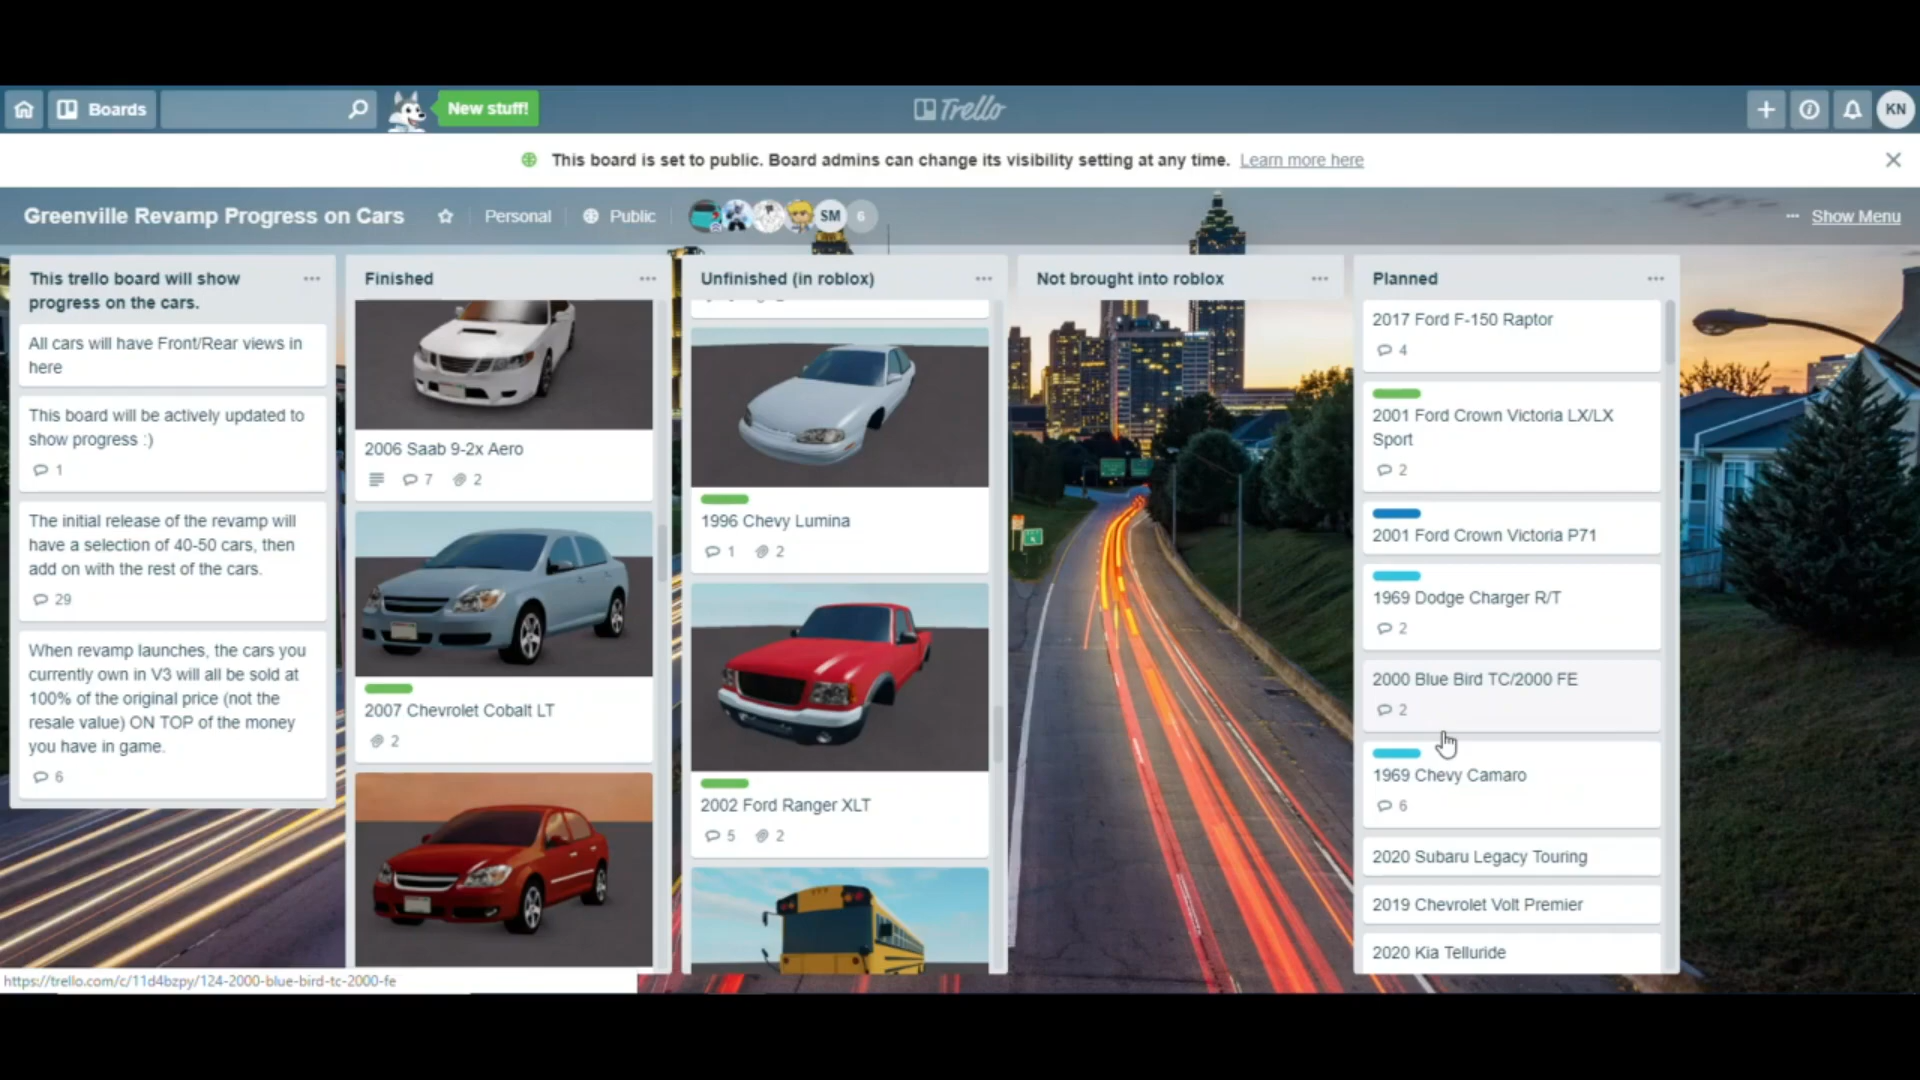 Boards
New stuff!
Trello
KN
This board is set to public. Board admins can change its visibility setting at any time. Learn more here
Greenville Revamp Progress on Cars
Personal
Public
SM
6
Show Menu
This trello board will show
progress on the cars.
All cars will have Front/Rear views in
here
This board will be actively updated to
show progress :)
1
The initial release of the revamp will
have a selection of 40-50 cars, then
add on with the rest of the cars.
29
When revamp launches, the cars you
currently own in V3 will all be sold at
100% of the original price (not the
resale value) ON TOP of the money
you have in game.
6
Finished
2006 Saab 9-2x Aero
7 2
2007 Chevrolet Cobalt LT
2
Unfinished (in roblox)
1996 Chevy Lumina
1 2
2002 Ford Ranger XLT
5 2
Not brought into roblox
Planned
2017 Ford F-150 Raptor
4
2001 Ford Crown Victoria LX/LX
Sport
2
2001 Ford Crown Victoria P71
1969 Dodge Charger R/T
2
2000 Blue Bird TC/2000 FE
2
1969 Chevy Camaro
6
2020 Subaru Legacy Touring
2019 Chevrolet Volt Premier
2020 Kia Telluride
https://trello.com/c/11d4bzpy/124-2000-blue-bird-tc-2000-fe